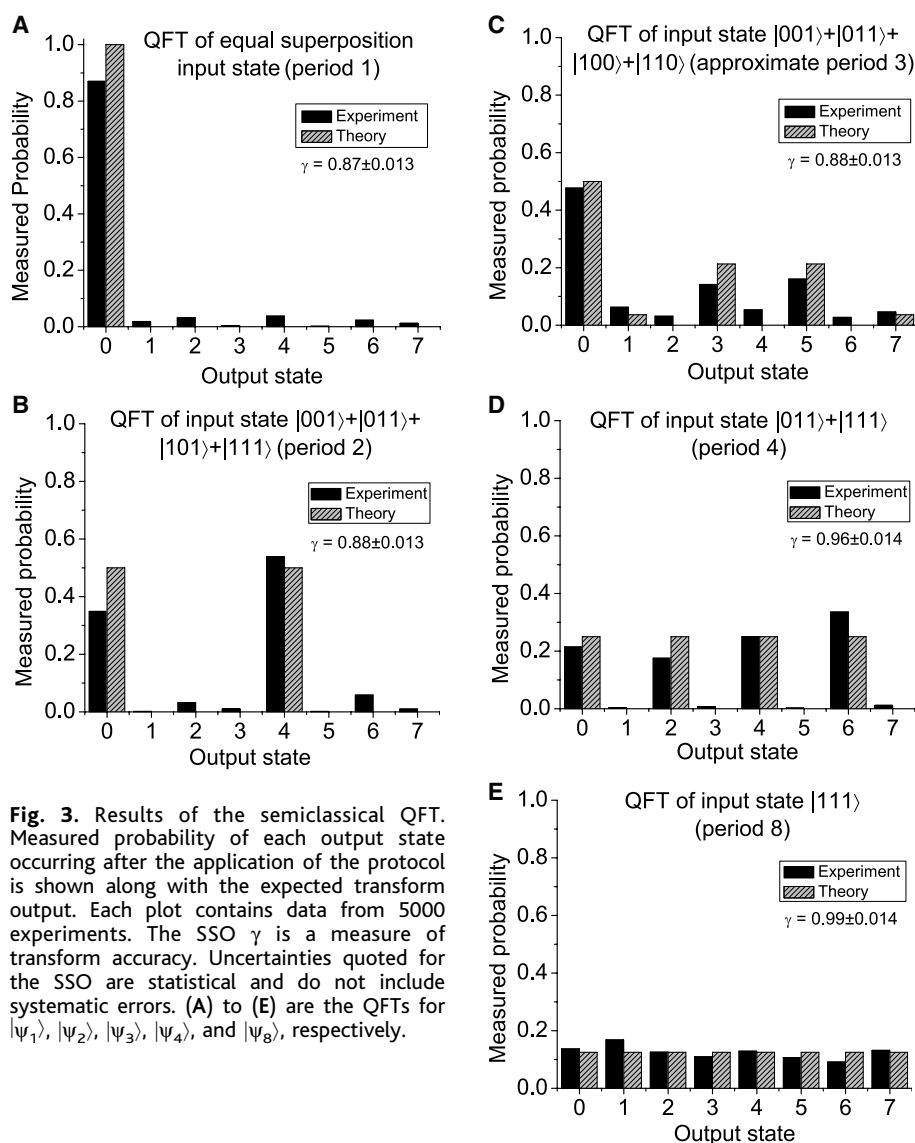 A
QFT of equal superposition
input state (period 1)
Experiment
Theory
γ = 0.87±0.013
Measured Probability
1.0
0.8
0.6
0.4
0.2
0.0
0 1 2 3 4 5 6 7
Output state
B
QFT of input state |001⟩+|011⟩+
|101⟩+|111⟩ (period 2)
Experiment
Theory
γ = 0.88±0.013
Measured probability
1.0
0.8
0.6
0.4
0.2
0.0
0 1 2 3 4 5 6 7
Output state
Fig. 3. Results of the semiclassical QFT.
Measured probability of each output state
occurring after the application of the protocol
is shown along with the expected transform
output. Each plot contains data from 5000
experiments. The SSO γ is a measure of
transform accuracy. Uncertainties quoted for
the SSO are statistical and do not include
systematic errors. (A) to (E) are the QFTs for
|ψ₁⟩, |ψ₂⟩, |ψ₃⟩, |ψ₄⟩, and |ψ₈⟩, respectively.
C
QFT of input state |001⟩+|011⟩+
|100⟩+|110⟩ (approximate period 3)
Experiment
Theory
γ = 0.88±0.013
Measured probability
1.0
0.8
0.6
0.4
0.2
0.0
0 1 2 3 4 5 6 7
Output state
D
QFT of input state |011⟩+|111⟩
(period 4)
Experiment
Theory
γ = 0.96±0.014
Measured probability
1.0
0.8
0.6
0.4
0.2
0.0
0 1 2 3 4 5 6 7
Output state
E
QFT of input state |111⟩
(period 8)
Experiment
Theory
γ = 0.99±0.014
Measured probability
1.0
0.8
0.6
0.4
0.2
0.0
0 1 2 3 4 5 6 7
Output state